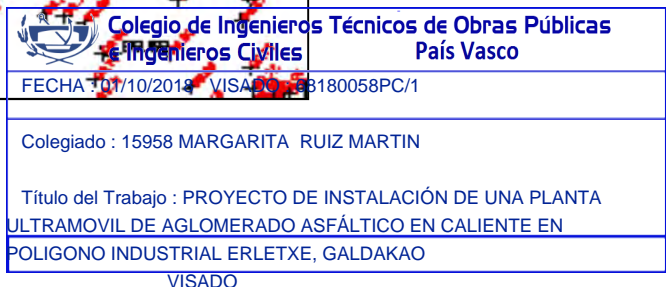 Colegio de Ingenieros Técnicos de Obras Públicas
e Ingenieros Civiles País Vasco
FECHA : 01/10/2018 VISADO : 68180058PC/1
Colegiado : 15958 MARGARITA RUIZ MARTIN
Título del Trabajo : PROYECTO DE INSTALACIÓN DE UNA PLANTA
ULTRAMOVIL DE AGLOMERADO ASFÁLTICO EN CALIENTE EN
POLIGONO INDUSTRIAL ERLETXE, GALDAKAO
VISADO